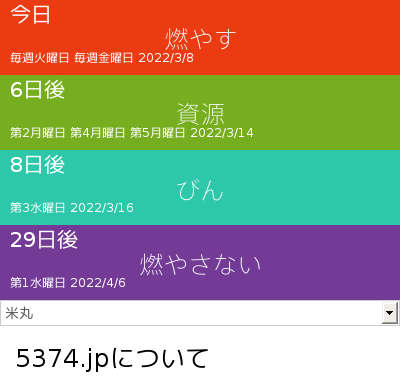 今日
燃やす
毎週火曜日 毎週金曜日 2022/3/8
6日後
資源
第2月曜日 第4月曜日 第5月曜日 2022/3/14
8日後
びん
第3水曜日 2022/3/16
29日後
燃やさない
第1水曜日 2022/4/6
米丸
5374.jpについて